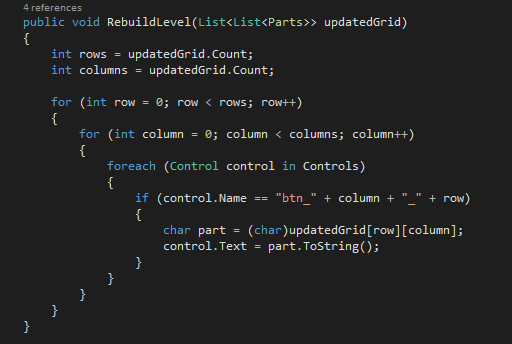 4 references
public void RebuildLevel(List<List<Parts>> updatedGrid)
{
    int rows = updatedGrid.Count;
    int columns = updatedGrid.Count;

    for (int row = 0; row < rows; row++)
    {
        for (int column = 0; column < columns; column++)
        {
            foreach (Control control in Controls)
            {
                if (control.Name == "btn_" + column + "_" + row)
                {
                    char part = (char)updatedGrid[row][column];
                    control.Text = part.ToString();
                }
            }
        }
    }
}